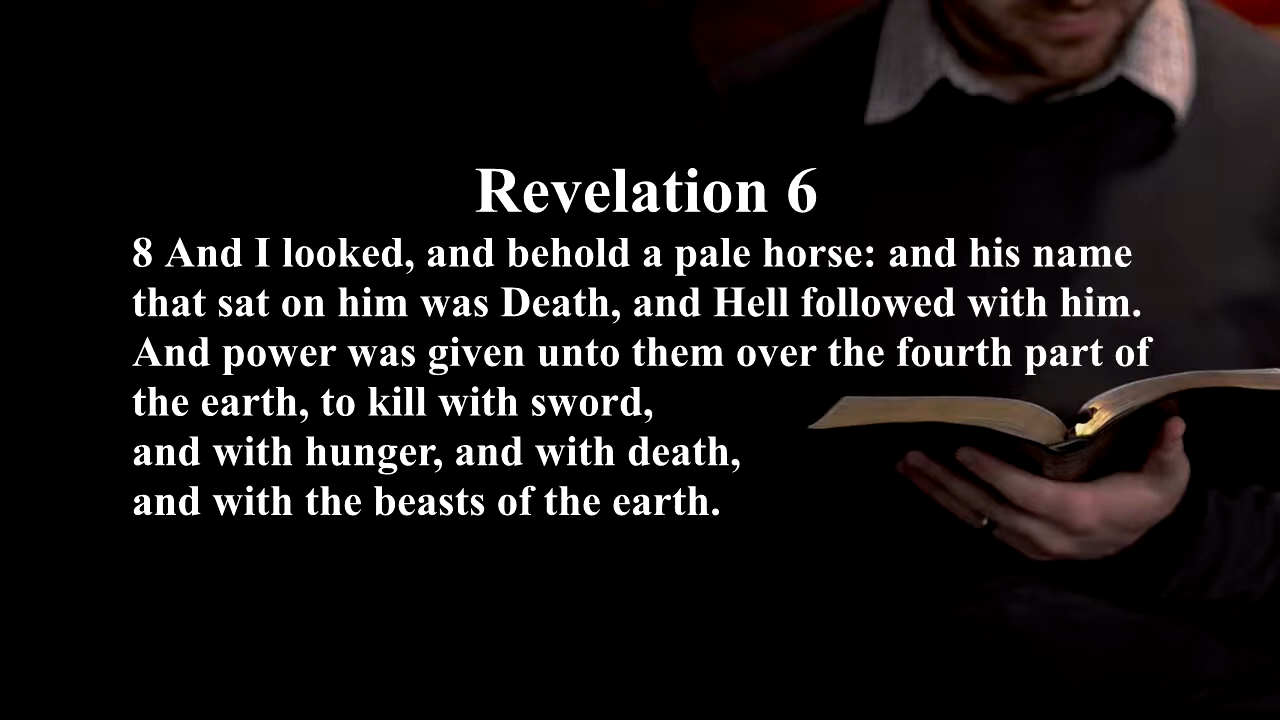 Revelation 6
8 And I looked, and behold a pale horse: and his name
that sat on him was Death, and Hell followed with him.
And power was given unto them over the fourth part of
the earth, to kill with sword,
and with hunger, and with death,
and with the beasts of the earth.